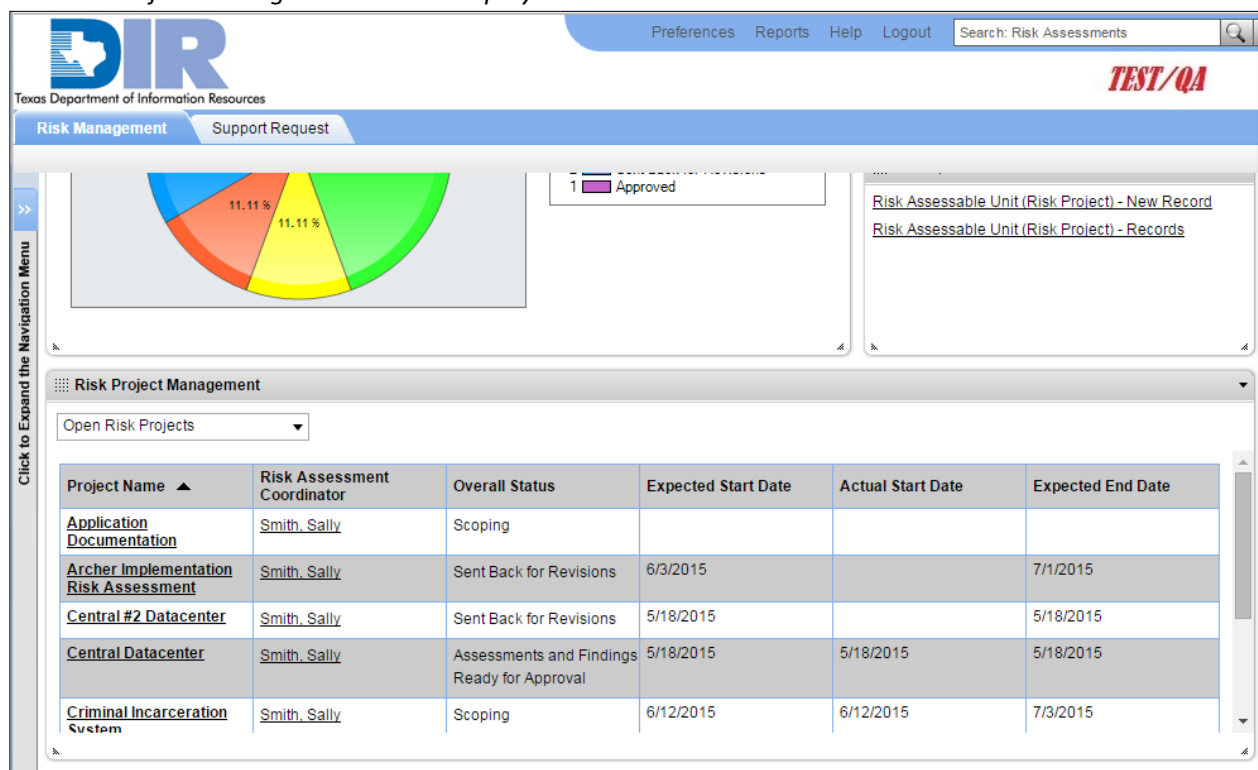 Preferences Reports Help Logout Search: Risk Assessments
DIR
TEST/QA
Texas Department of Information Resources
Risk Management Support Request
1 Approved
11.11 %
11.11 %
Risk Assessable Unit (Risk Project) - New Record
Risk Assessable Unit (Risk Project) - Records
Click to Expand the Navigation Menu
Risk Project Management
Open Risk Projects
Project Name Risk Assessment Coordinator Overall Status Expected Start Date Actual Start Date Expected End Date
Application Documentation Smith, Sally Scoping
Archer Implementation Risk Assessment Smith, Sally Sent Back for Revisions 6/3/2015 7/1/2015
Central #2 Datacenter Smith, Sally Sent Back for Revisions 5/18/2015 5/18/2015
Central Datacenter Smith, Sally Assessments and Findings Ready for Approval 5/18/2015 5/18/2015 5/18/2015
Criminal Incarceration System Smith, Sally Scoping 6/12/2015 6/12/2015 7/3/2015